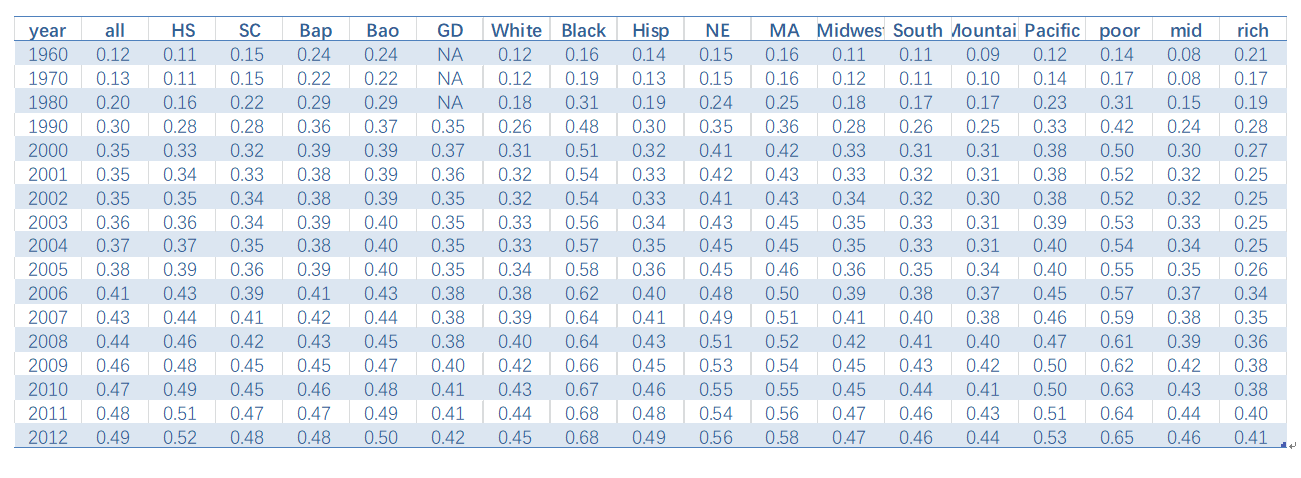 year all HS SC Bap Bao GD White Black Hisp NE MA Midwes South Mountai Pacific poor mid rich
1960 0.12 0.11 0.15 0.24 0.24 NA 0.12 0.16 0.14 0.15 0.16 0.11 0.11 0.09 0.12 0.14 0.08 0.21
1970 0.13 0.11 0.15 0.22 0.22 NA 0.12 0.19 0.13 0.15 0.16 0.12 0.11 0.10 0.14 0.17 0.08 0.17
1980 0.20 0.16 0.22 0.29 0.29 NA 0.18 0.31 0.19 0.24 0.25 0.18 0.17 0.17 0.23 0.31 0.15 0.19
1990 0.30 0.28 0.28 0.36 0.37 0.35 0.26 0.48 0.30 0.35 0.36 0.28 0.26 0.25 0.33 0.42 0.24 0.28
2000 0.35 0.33 0.32 0.39 0.39 0.37 0.31 0.51 0.32 0.41 0.42 0.33 0.31 0.31 0.38 0.50 0.30 0.27
2001 0.35 0.34 0.33 0.38 0.39 0.36 0.32 0.54 0.33 0.42 0.43 0.33 0.32 0.31 0.38 0.52 0.32 0.25
2002 0.35 0.35 0.34 0.38 0.39 0.35 0.32 0.54 0.33 0.41 0.43 0.34 0.32 0.30 0.38 0.52 0.32 0.25
2003 0.36 0.36 0.34 0.39 0.40 0.35 0.33 0.56 0.34 0.43 0.45 0.35 0.33 0.31 0.39 0.53 0.33 0.25
2004 0.37 0.37 0.35 0.38 0.40 0.35 0.33 0.57 0.35 0.45 0.45 0.35 0.33 0.31 0.40 0.54 0.34 0.25
2005 0.38 0.39 0.36 0.39 0.40 0.35 0.34 0.58 0.36 0.45 0.46 0.36 0.35 0.34 0.40 0.55 0.35 0.26
2006 0.41 0.43 0.39 0.41 0.43 0.38 0.38 0.62 0.40 0.48 0.50 0.39 0.38 0.37 0.45 0.57 0.37 0.34
2007 0.43 0.44 0.41 0.42 0.44 0.38 0.39 0.64 0.41 0.49 0.51 0.41 0.40 0.38 0.46 0.59 0.38 0.35
2008 0.44 0.46 0.42 0.43 0.45 0.38 0.40 0.64 0.43 0.51 0.52 0.42 0.41 0.40 0.47 0.61 0.39 0.36
2009 0.46 0.48 0.45 0.45 0.47 0.40 0.42 0.66 0.45 0.53 0.54 0.45 0.43 0.42 0.50 0.62 0.42 0.38
2010 0.47 0.49 0.45 0.46 0.48 0.41 0.43 0.67 0.46 0.55 0.55 0.45 0.44 0.41 0.50 0.63 0.43 0.38
2011 0.48 0.51 0.47 0.47 0.49 0.41 0.44 0.68 0.48 0.54 0.56 0.47 0.46 0.43 0.51 0.64 0.44 0.40
2012 0.49 0.52 0.48 0.48 0.50 0.42 0.45 0.68 0.49 0.56 0.58 0.47 0.46 0.44 0.53 0.65 0.46 0.41